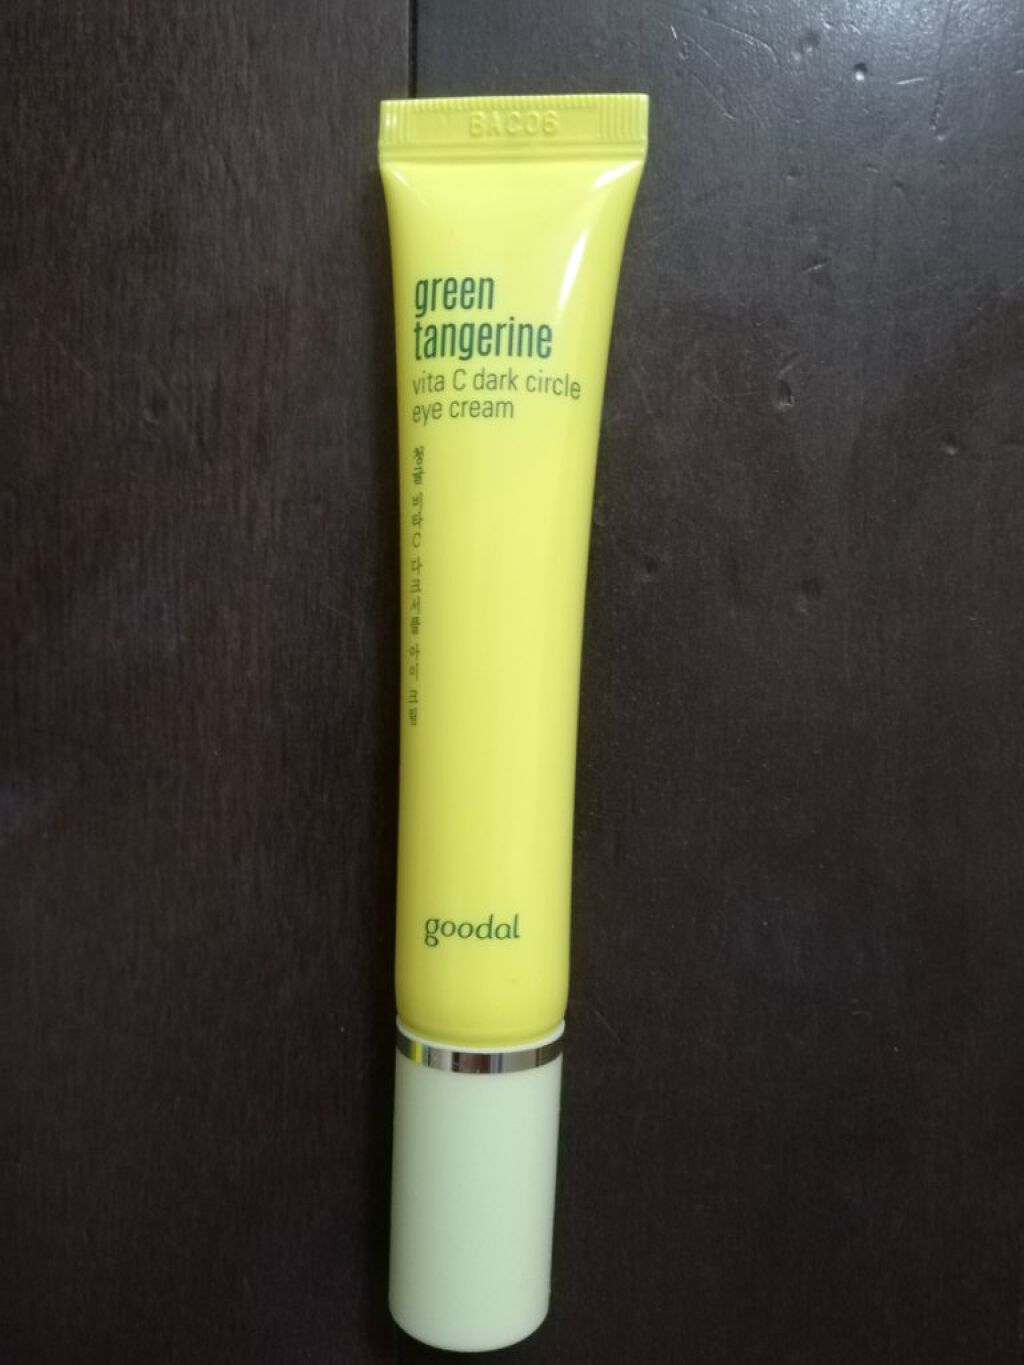 BAC06
green
tangerine
vita C dark circle
eye cream
청귤 비타C 다크서클 아이 크림
goodal